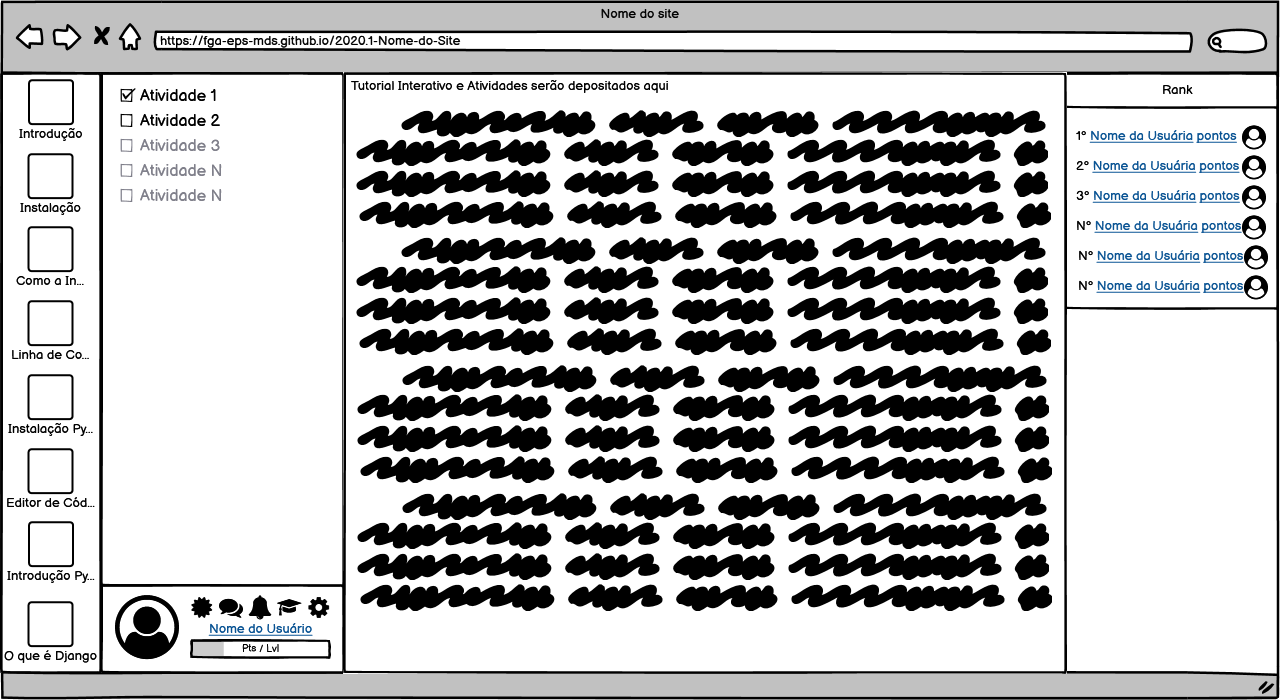 Nome do site
https://fga-eps-mds.github.io/2020.1-Nome-do-Site
Introdução
Instalação
Como a In...
Linha de Co...
Instalação Py...
Editor de Cód...
Introdução Py...
O que é Django
Atividade 1
Atividade 2
Atividade 3
Atividade N
Atividade N
Nome do Usuário
Pts / Lvl
Tutorial Interativo e Atividades serão depositados aqui
Rank
1° Nome da Usuária pontos
2° Nome da Usuária pontos
3° Nome da Usuária pontos
N° Nome da Usuária pontos
N° Nome da Usuária pontos
N° Nome da Usuária pontos